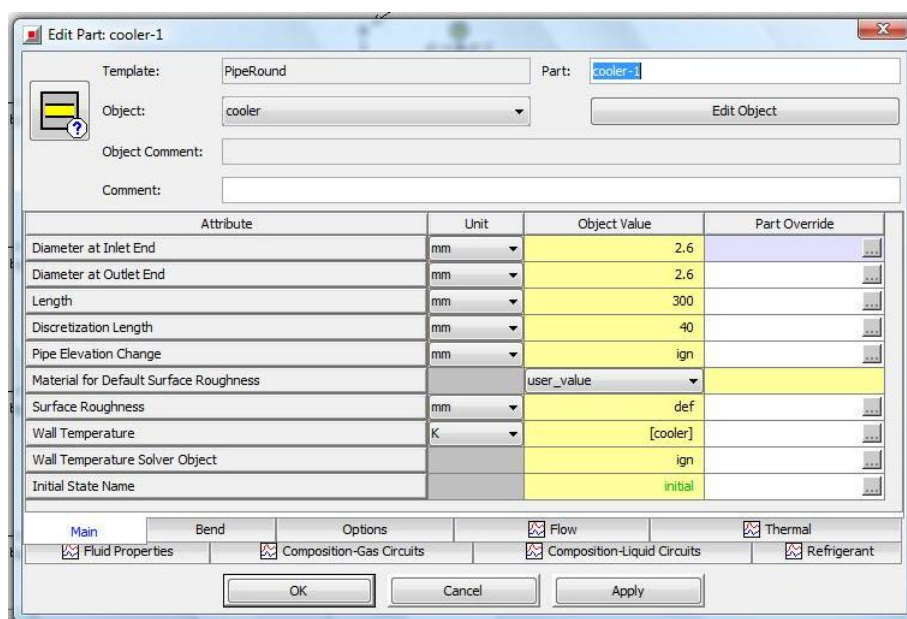 Edit Part: cooler-1
Template: PipeRound Part: cooler-1
Object: cooler Edit Object
Object Comment:
Comment:
Attribute Unit Object Value Part Override
Diameter at Inlet End mm 2.6 ...
Diameter at Outlet End mm 2.6 ...
Length mm 300 ...
Discretization Length mm 40 ...
Pipe Elevation Change mm ign ...
Material for Default Surface Roughness user_value
Surface Roughness mm def ...
Wall Temperature K [cooler] ...
Wall Temperature Solver Object ign ...
Initial State Name initial ...
Main Bend Options Flow Thermal
Fluid Properties Composition-Gas Circuits Composition-Liquid Circuits Refrigerant
OK Cancel Apply